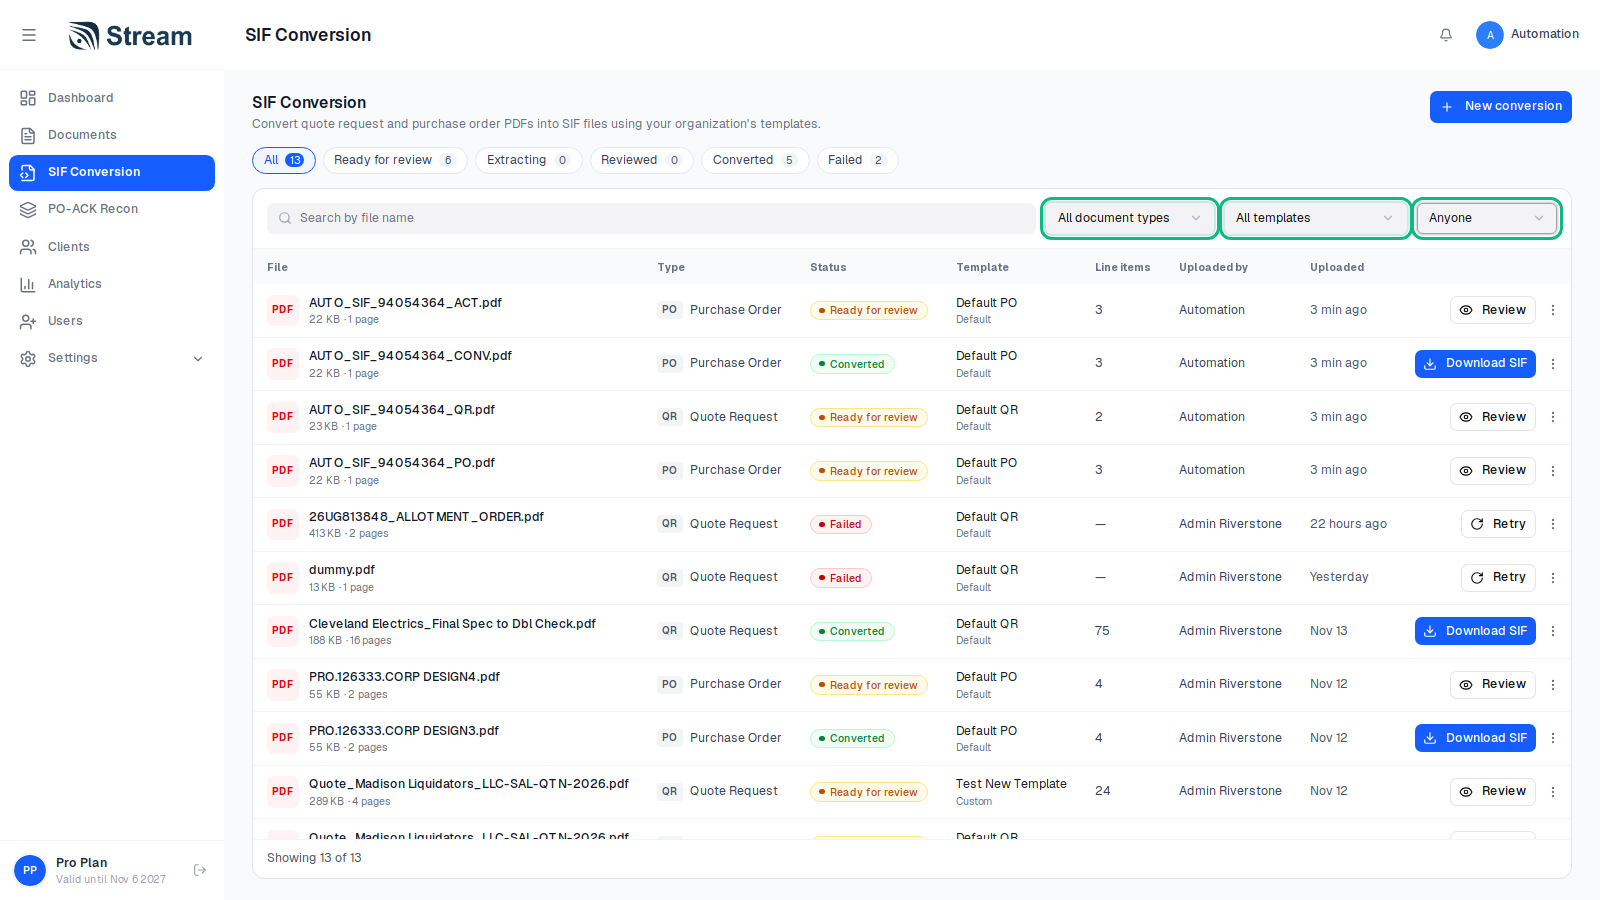 Stream
SIF Conversion
A
Automation
Dashboard
Documents
SIF Conversion
PO-ACK Recon
Clients
Analytics
Users
Settings
SIF Conversion
Convert quote request and purchase order PDFs into SIF files using your organization's templates.
New conversion
All 13
Ready for review 6
Extracting 0
Reviewed 0
Converted 5
Failed 2
Search by file name
All document types
All templates
Anyone
File Type Status Template Line items Uploaded by Uploaded
PDF AUTO_SIF_94054364_ACT.pdf PO Purchase Order Ready for review Default PO 3 Automation 3 min ago Review
22 KB · 1 page Default
PDF AUTO_SIF_94054364_CONV.pdf PO Purchase Order Converted Default PO 3 Automation 3 min ago Download SIF
22 KB · 1 page Default
PDF AUTO_SIF_94054364_QR.pdf QR Quote Request Ready for review Default QR 2 Automation 3 min ago Review
23 KB · 1 page Default
PDF AUTO_SIF_94054364_PO.pdf PO Purchase Order Ready for review Default PO 3 Automation 3 min ago Review
22 KB · 1 page Default
PDF 26UG813848_ALLOTMENT_ORDER.pdf QR Quote Request Failed Default QR — Admin Riverstone 22 hours ago Retry
413 KB · 2 pages Default
PDF dummy.pdf QR Quote Request Failed Default QR — Admin Riverstone Yesterday Retry
13 KB · 1 page Default
PDF Cleveland Electrics_Final Spec to Dbl Check.pdf QR Quote Request Converted Default QR 75 Admin Riverstone Nov 13 Download SIF
188 KB · 16 pages Default
PDF PRO.126333.CORP DESIGN4.pdf PO Purchase Order Ready for review Default PO 4 Admin Riverstone Nov 12 Review
55 KB · 2 pages Default
PDF PRO.126333.CORP DESIGN3.pdf PO Purchase Order Converted Default PO 4 Admin Riverstone Nov 12 Download SIF
55 KB · 2 pages Default
PDF Quote_Madison Liquidators_LLC-SAL-QTN-2026.pdf QR Quote Request Ready for review Test New Template 24 Admin Riverstone Nov 12 Review
289 KB · 4 pages Custom
Quote_Madison Liquidators_LLC-SAL-QTN-2026.pdf Default QR
Showing 13 of 13
PP
Pro Plan
Valid until Nov 6 2027